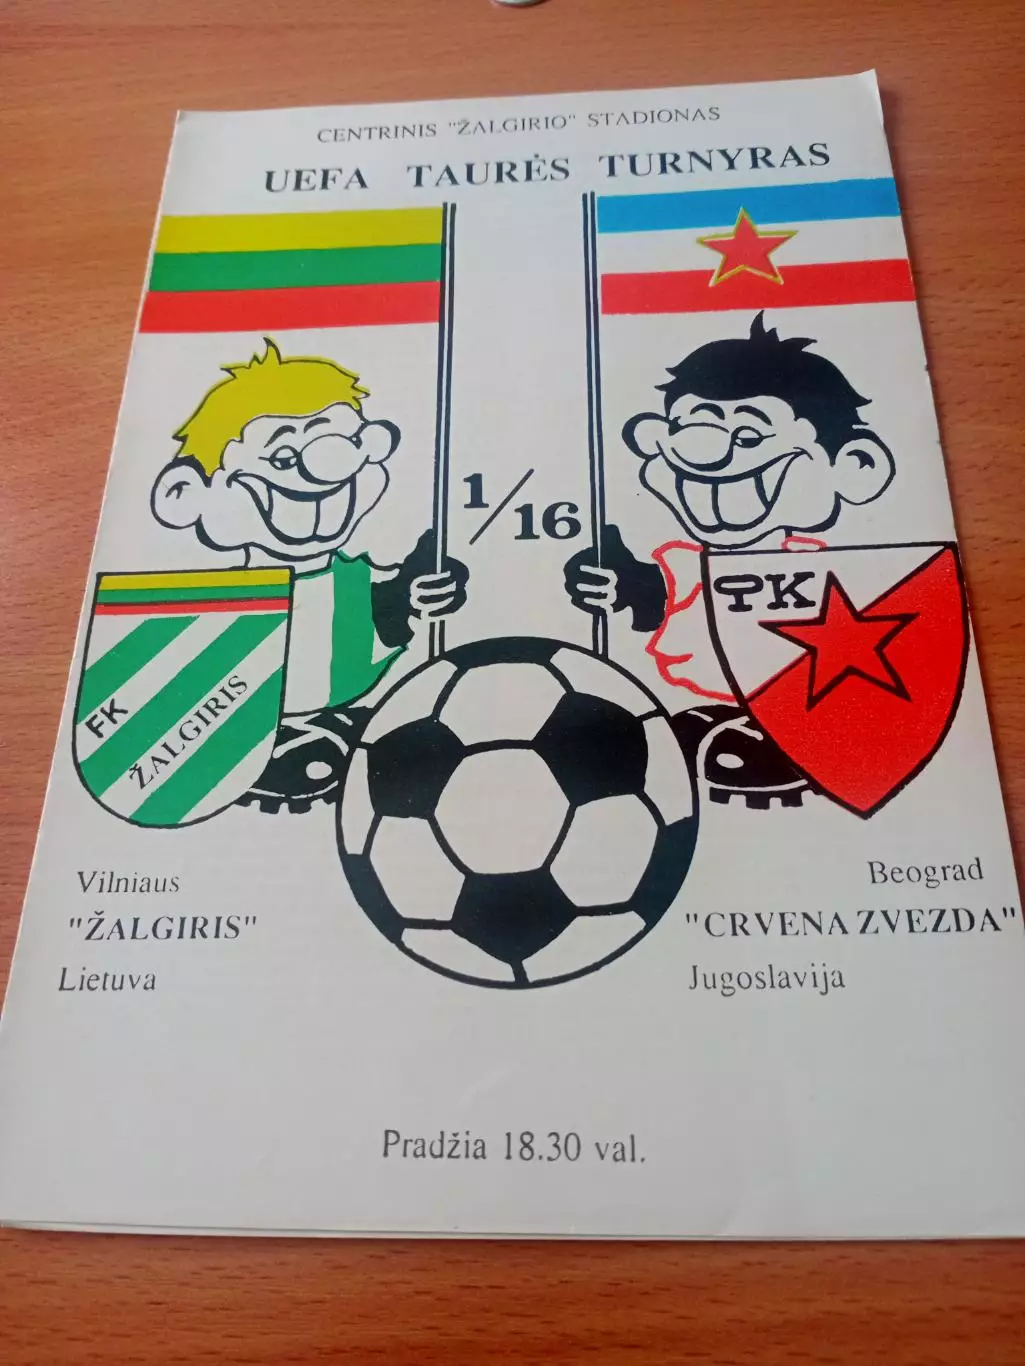 CENTRINIS "ŽALGIRIO" STADIONAS
UEFA TAURĖS TURNYRAS
1/16
FK
ŽALGIRIS
ФK
Vilniaus
"ŽALGIRIS"
Lietuva
Beograd
"CRVENA ZVEZDA"
Jugoslavija
Pradžia 18.30 val.